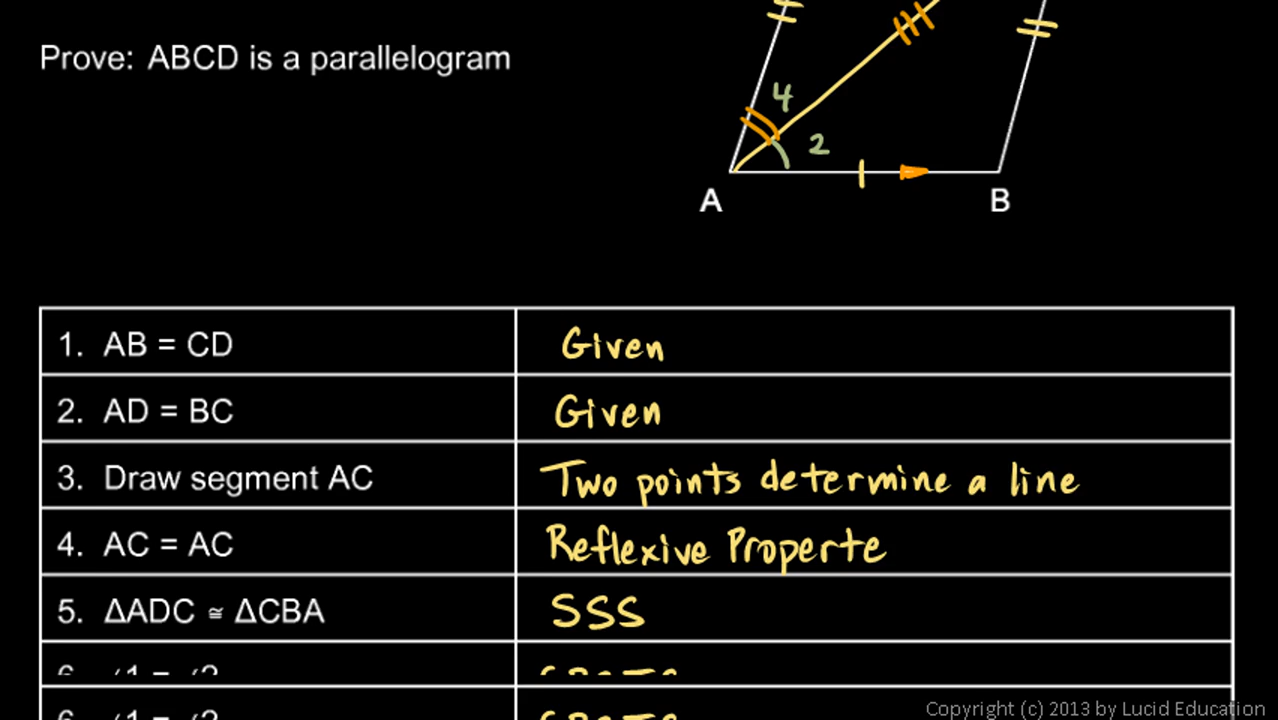 Prove: ABCD is a parallelogram
4
2
A
B
1. AB = CD
Given
2. AD = BC
Given
3. Draw segment AC
Two points determine a line
4. AC = AC
Reflexive Properte
5. ΔADC ≅ ΔCBA
SSS
Copyright (c) 2013 by Lucid Education